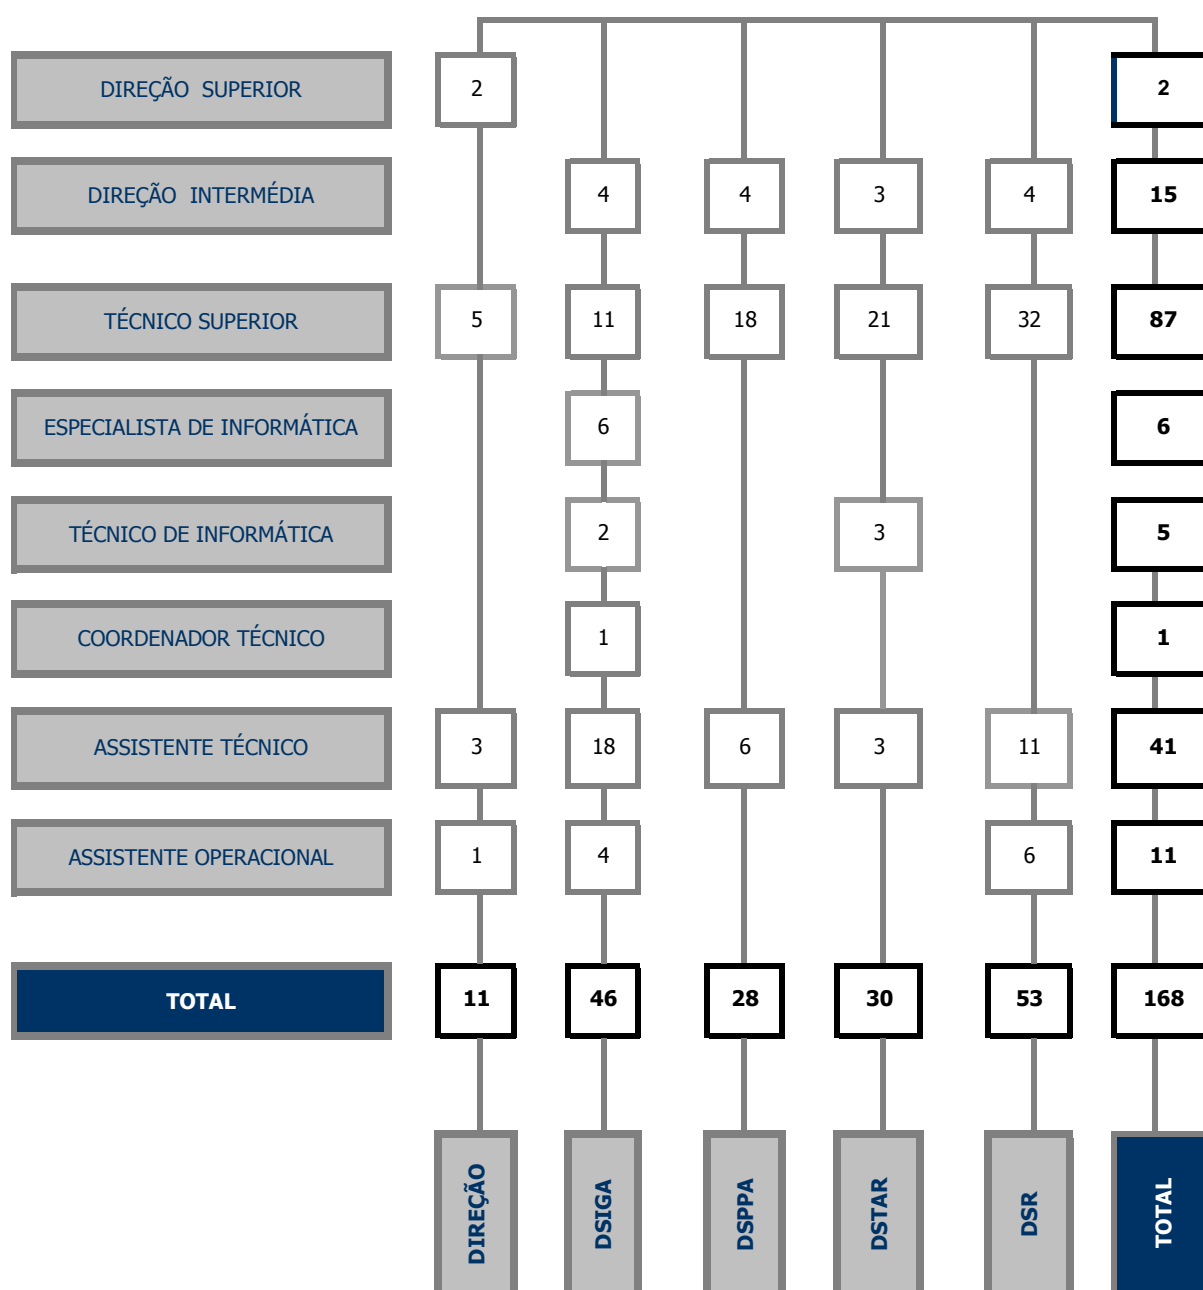 DIREÇÃO SUPERIOR 2 2
DIREÇÃO INTERMÉDIA 4 4 3 4 15
TÉCNICO SUPERIOR 5 11 18 21 32 87
ESPECIALISTA DE INFORMÁTICA 6 6
TÉCNICO DE INFORMÁTICA 2 3 5
COORDENADOR TÉCNICO 1 1
ASSISTENTE TÉCNICO 3 18 6 3 11 41
ASSISTENTE OPERACIONAL 1 4 6 11
TOTAL 11 46 28 30 53 168
DIREÇÃO
DSIGA
DSPPA
DSTAR
DSR
TOTAL